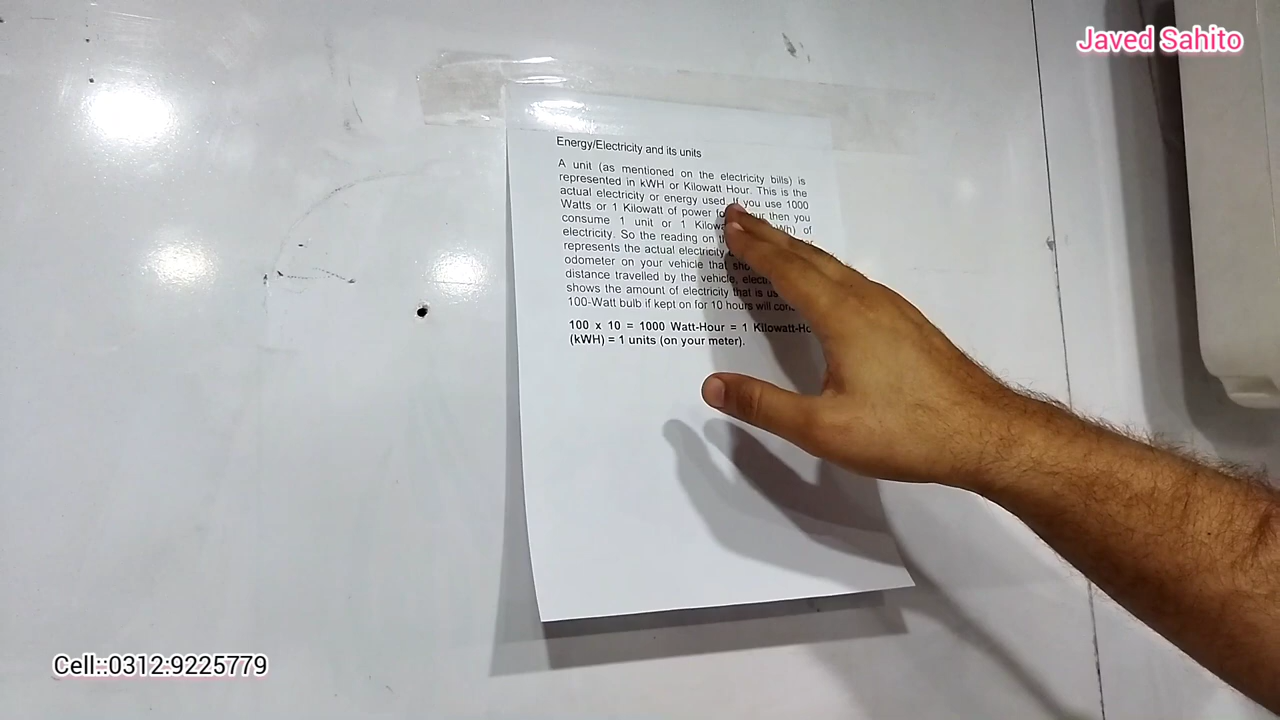 Javed Sahito
Energy/Electricity and its units
A unit (as mentioned on the electricity bills) is
represented in kWH or Kilowatt Hour. This is the
actual electricity or energy used. If you use 1000
Watts or 1 Kilowatt of power then you
consume 1 unit or 1 of
electricity. So the reading on
represents the actual electricity
odometer on your vehicle that
distance travelled by the vehicle,
shows the amount of electricity that is
100-Watt bulb if kept on for 10 hours will
100 x 10 = 1000 Watt-Hour = 1
(kWH) = 1 units (on your meter).
Cell::0312:9225779